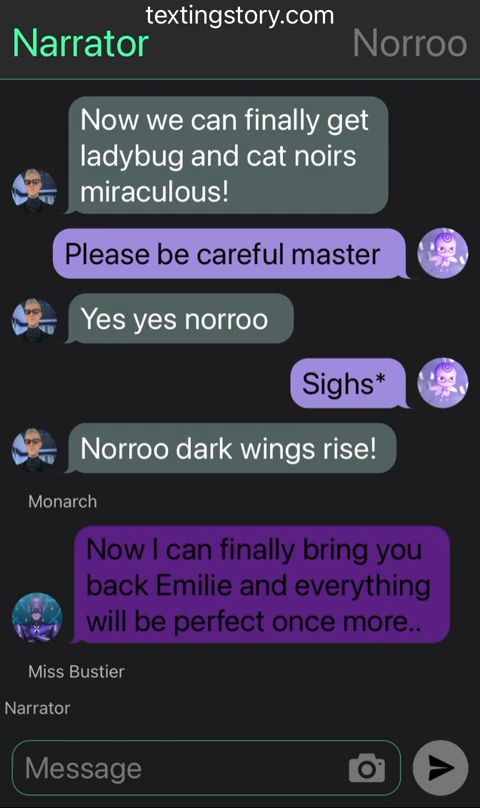 textingstory.com
Narrator
Norroo
Now we can finally get
ladybug and cat noirs
miraculous!
Please be careful master
Yes yes norroo
Sighs*
Norroo dark wings rise!
Monarch
Now I can finally bring you
back Emilie and everything
will be perfect once more..
Miss Bustier
Narrator
Message